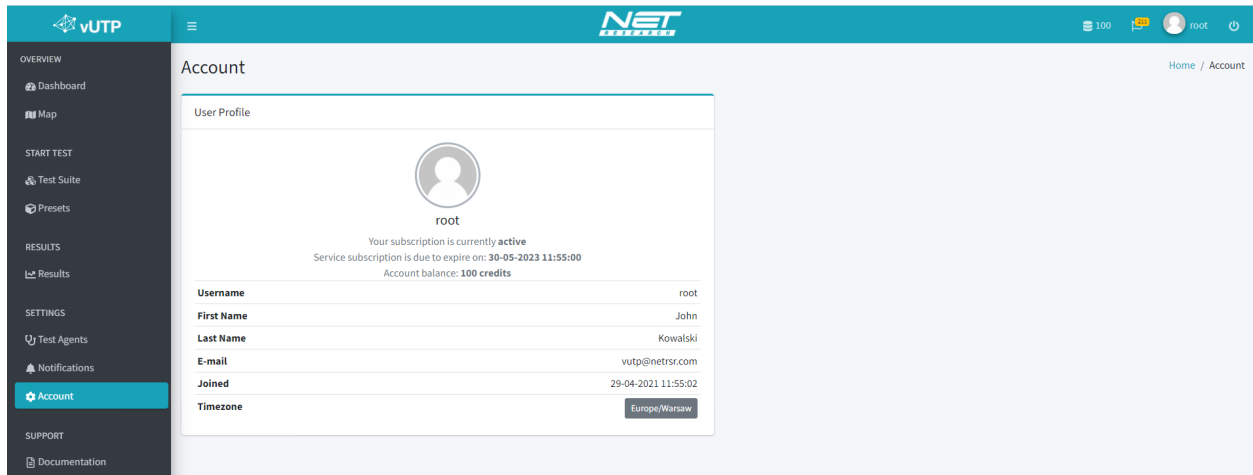 vUTP
NET
RESEARCH
100
211
root
OVERVIEW
Dashboard
Map
START TEST
Test Suite
Presets
RESULTS
Results
SETTINGS
Test Agents
Notifications
Account
SUPPORT
Documentation
Account
Home / Account
User Profile
root
Your subscription is currently active
Service subscription is due to expire on: 30-05-2023 11:55:00
Account balance: 100 credits
Username root
First Name John
Last Name Kowalski
E-mail vutp@netrsr.com
Joined 29-04-2021 11:55:02
Timezone Europe/Warsaw